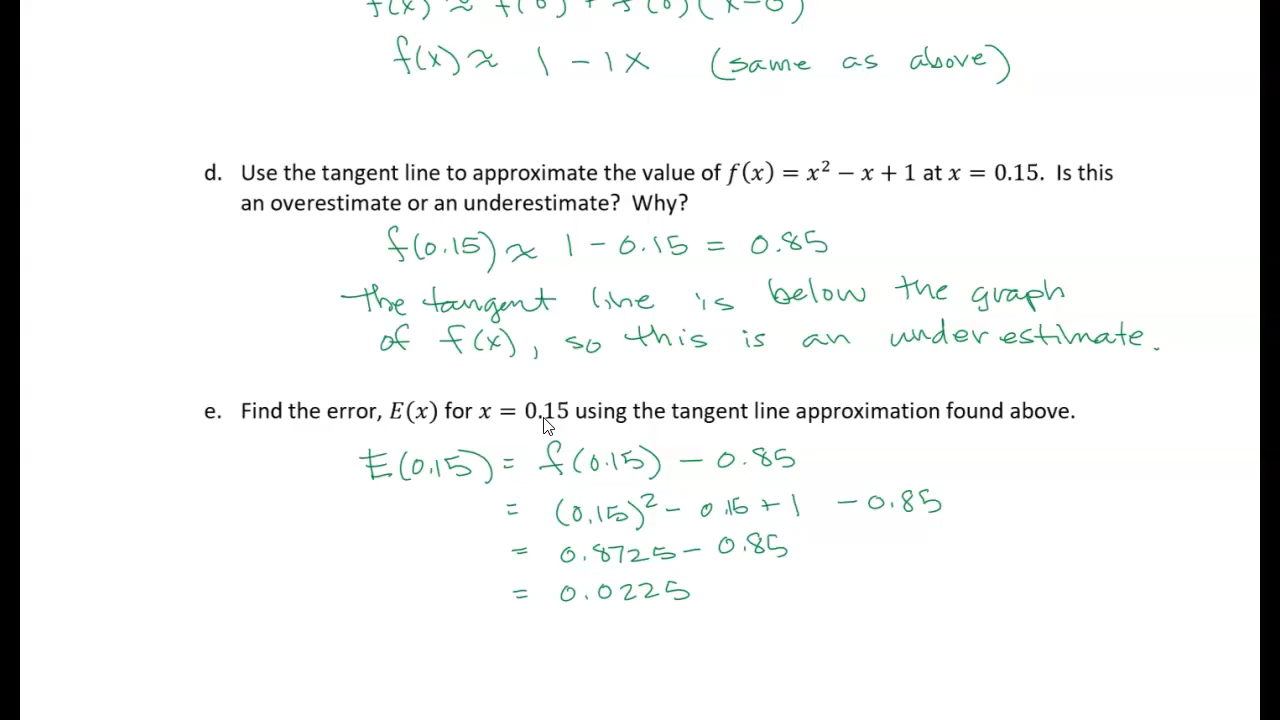 f(x) ≈ f(0) + f'(0)(x-0)
f(x) ≈ 1 - 1x (same as above)
d. Use the tangent line to approximate the value of f(x) = x² − x + 1 at x = 0.15. Is this
an overestimate or an underestimate? Why?
f(0.15) ≈ 1 - 0.15 = 0.85
The tangent line is below the graph
of f(x), so this is an underestimate.
e. Find the error, E(x) for x = 0.15 using the tangent line approximation found above.
E(0.15) = f(0.15) - 0.85
= (0.15)² - 0.15 + 1 - 0.85
= 0.8725 - 0.85
= 0.0225